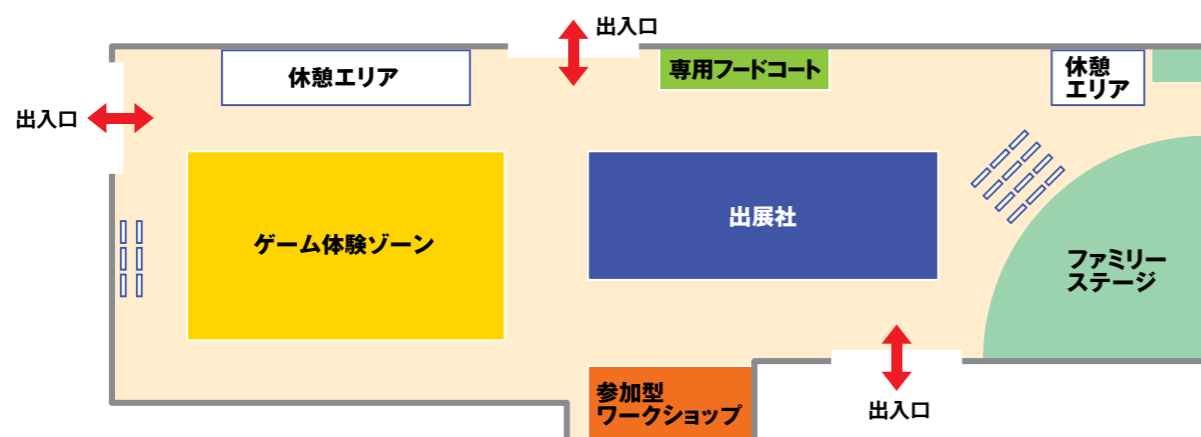 出入口
休憩エリア
専用フードコート
休憩
エリア
出入口
ゲーム体験ゾーン
出展社
ファミリー
ステージ
参加型
ワークショップ
出入口